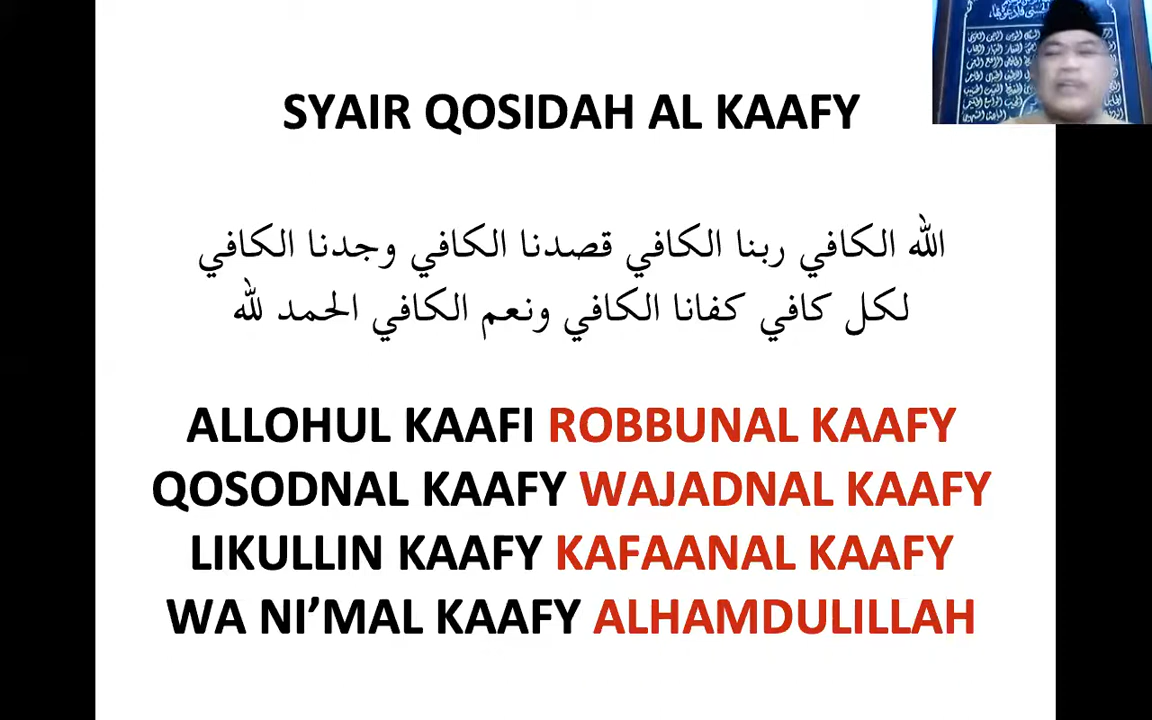 SYAIR QOSIDAH AL KAAFY
الله الكافي ربنا الكافي قصدنا الكافي وجدنا الكافي
لكل كافي كفانا الكافي ونعم الكافي الحمد لله
ALLOHUL KAAFI ROBBUNAL KAAFY
QOSODNAL KAAFY WAJADNAL KAAFY
LIKULLIN KAAFY KAFAANAL KAAFY
WA NI’MAL KAAFY ALHAMDULILLAH